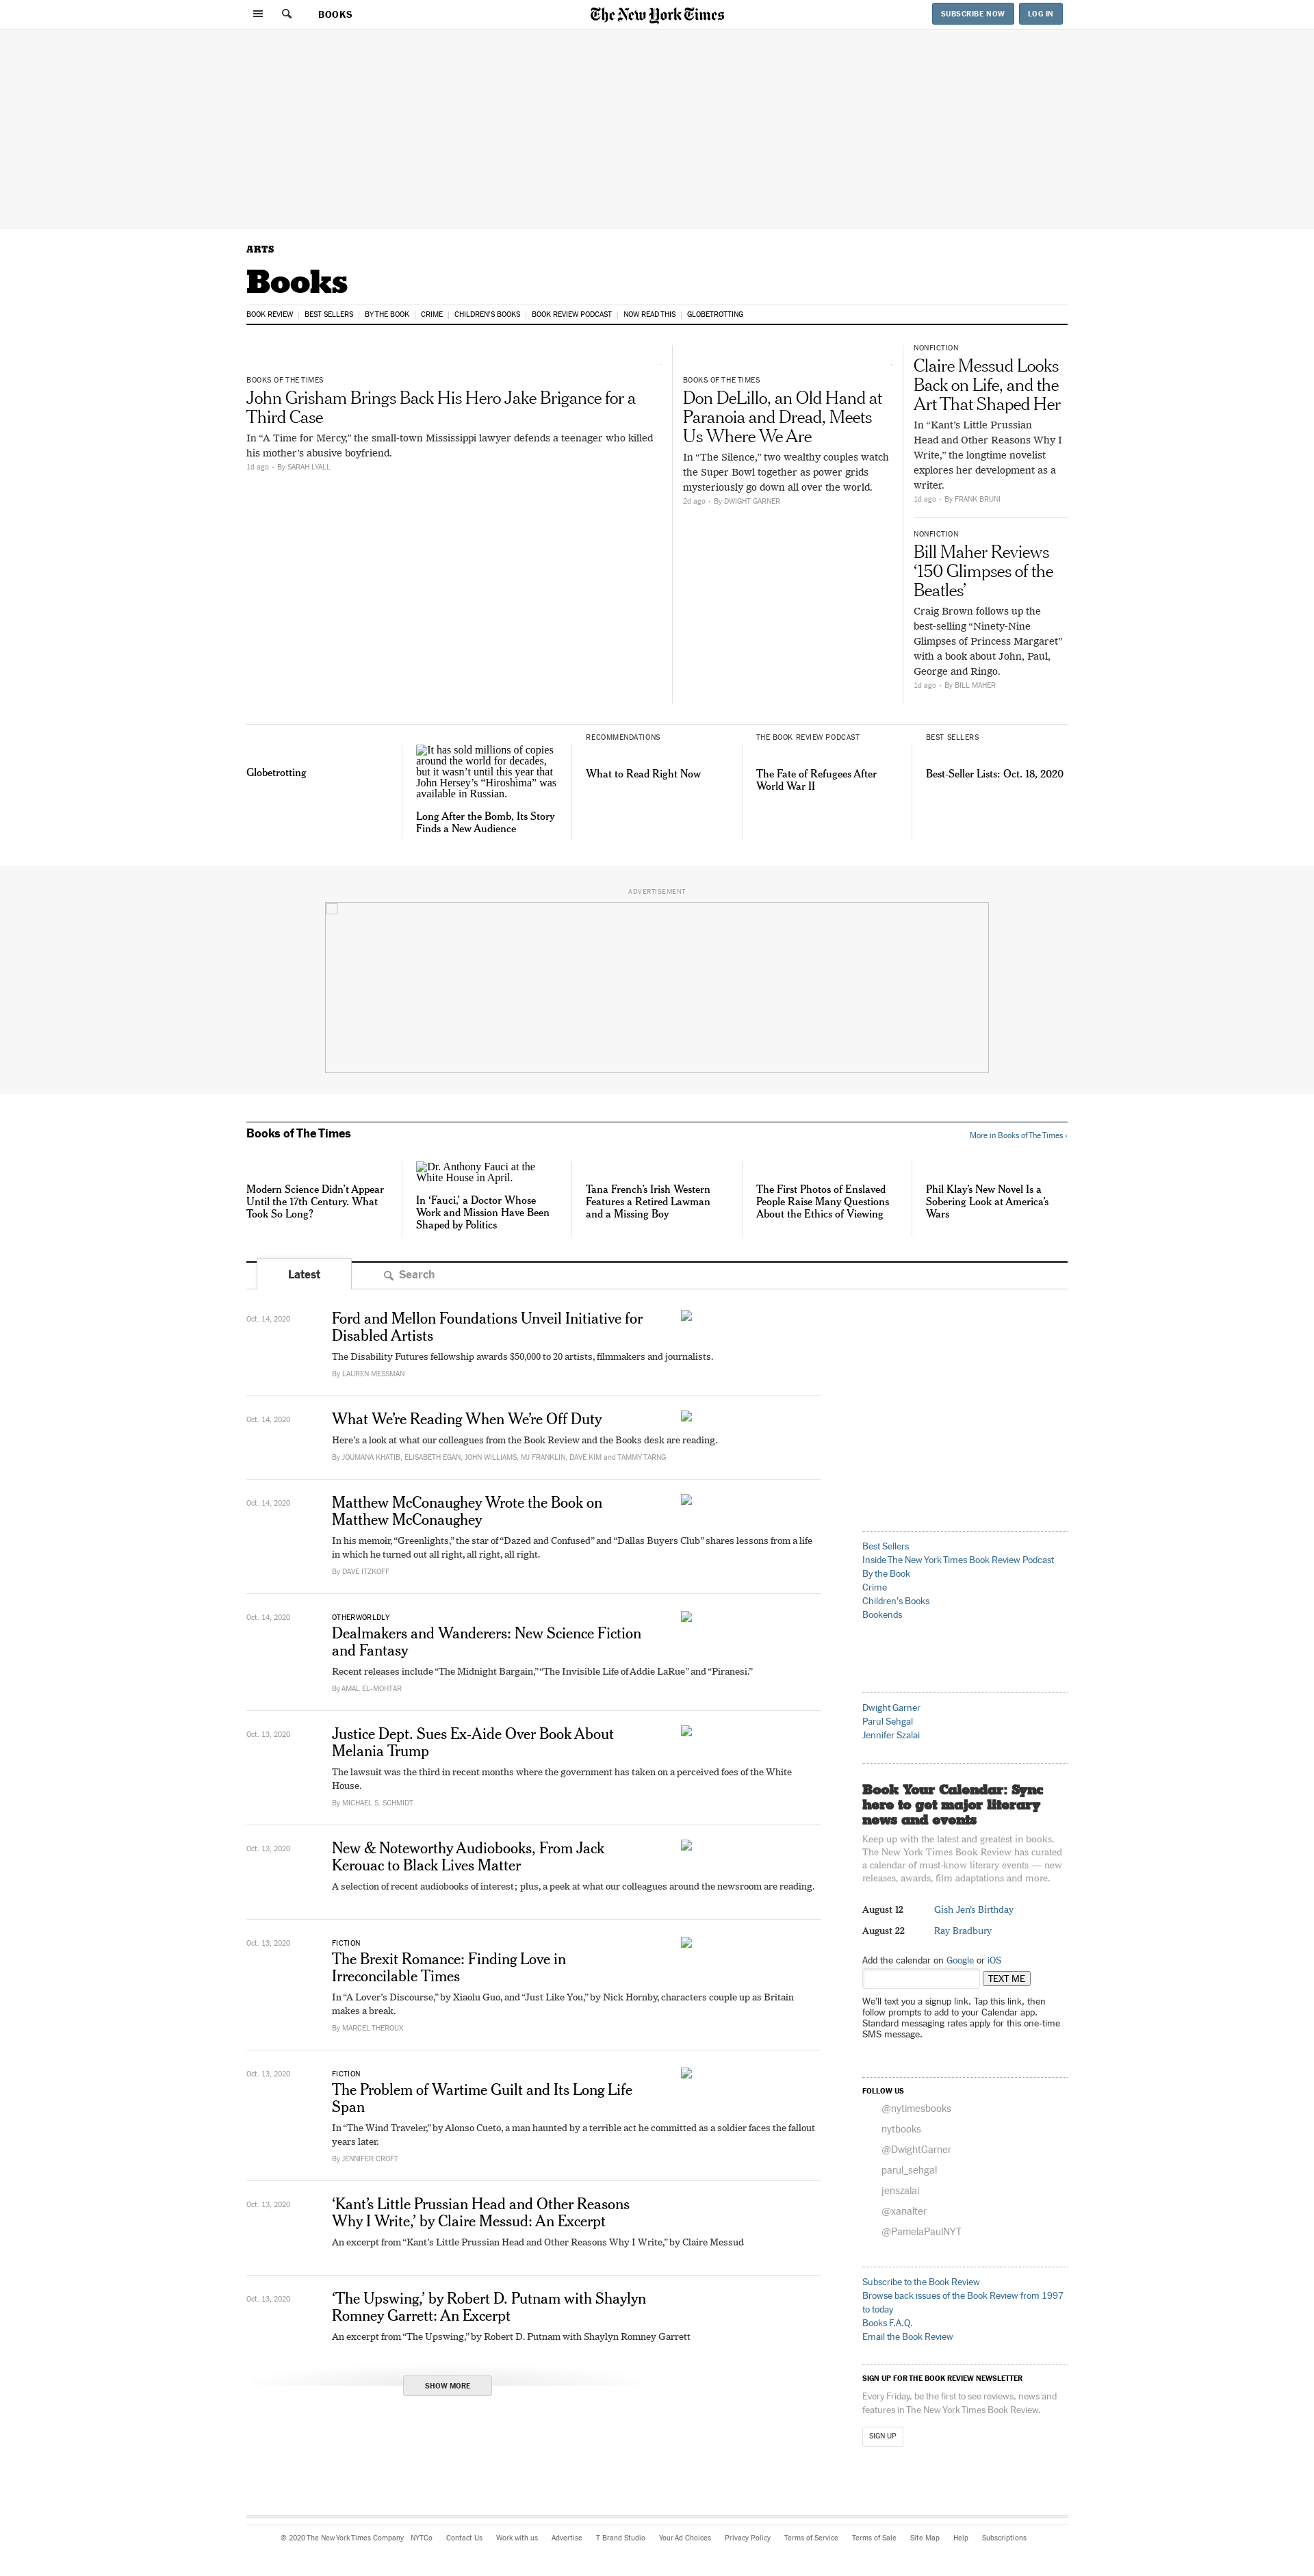 BOOKS
The New York Times
SUBSCRIBE NOW
LOG IN
ARTS
Books
BOOK REVIEW
BEST SELLERS
BY THE BOOK
CRIME
CHILDREN'S BOOKS
BOOK REVIEW PODCAST
NOW READ THIS
GLOBETROTTING
BOOKS OF THE TIMES
John Grisham Brings Back His Hero Jake Brigance for a
Third Case
In “A Time for Mercy,” the small-town Mississippi lawyer defends a teenager who killed
his mother’s abusive boyfriend.
1d ago • By SARAH LYALL
BOOKS OF THE TIMES
Don DeLillo, an Old Hand at
Paranoia and Dread, Meets
Us Where We Are
In “The Silence,” two wealthy couples watch
the Super Bowl together as power grids
mysteriously go down all over the world.
2d ago • By DWIGHT GARNER
NONFICTION
Claire Messud Looks
Back on Life, and the
Art That Shaped Her
In “Kant’s Little Prussian
Head and Other Reasons Why I
Write,” the longtime novelist
explores her development as a
writer.
1d ago • By FRANK BRUNI
NONFICTION
Bill Maher Reviews
‘150 Glimpses of the
Beatles’
Craig Brown follows up the
best-selling “Ninety-Nine
Glimpses of Princess Margaret”
with a book about John, Paul,
George and Ringo.
1d ago • By BILL MAHER
Globetrotting
It has sold millions of copies
around the world for decades,
but it wasn’t until this year that
John Hersey’s “Hiroshima” was
available in Russian.
Long After the Bomb, Its Story
Finds a New Audience
RECOMMENDATIONS
What to Read Right Now
THE BOOK REVIEW PODCAST
The Fate of Refugees After
World War II
BEST SELLERS
Best-Seller Lists: Oct. 18, 2020
ADVERTISEMENT
Books of The Times
More in Books of The Times ›
Modern Science Didn’t Appear
Until the 17th Century. What
Took So Long?
Dr. Anthony Fauci at the
White House in April.
In ‘Fauci,’ a Doctor Whose
Work and Mission Have Been
Shaped by Politics
Tana French’s Irish Western
Features a Retired Lawman
and a Missing Boy
The First Photos of Enslaved
People Raise Many Questions
About the Ethics of Viewing
Phil Klay’s New Novel Is a
Sobering Look at America’s
Wars
Latest
Search
Oct. 14, 2020
Ford and Mellon Foundations Unveil Initiative for
Disabled Artists
The Disability Futures fellowship awards $50,000 to 20 artists, filmmakers and journalists.
By LAUREN MESSMAN
Oct. 14, 2020
What We’re Reading When We’re Off Duty
Here’s a look at what our colleagues from the Book Review and the Books desk are reading.
By JOUMANA KHATIB, ELISABETH EGAN, JOHN WILLIAMS, MJ FRANKLIN, DAVE KIM and TAMMY TARNG
Oct. 14, 2020
Matthew McConaughey Wrote the Book on
Matthew McConaughey
In his memoir, “Greenlights,” the star of “Dazed and Confused” and “Dallas Buyers Club” shares lessons from a life
in which he turned out all right, all right, all right.
By DAVE ITZKOFF
Oct. 14, 2020
OTHERWORLDLY
Dealmakers and Wanderers: New Science Fiction
and Fantasy
Recent releases include “The Midnight Bargain,” “The Invisible Life of Addie LaRue” and “Piranesi.”
By AMAL EL-MOHTAR
Oct. 13, 2020
Justice Dept. Sues Ex-Aide Over Book About
Melania Trump
The lawsuit was the third in recent months where the government has taken on a perceived foes of the White
House.
By MICHAEL S. SCHMIDT
Oct. 13, 2020
New & Noteworthy Audiobooks, From Jack
Kerouac to Black Lives Matter
A selection of recent audiobooks of interest; plus, a peek at what our colleagues around the newsroom are reading.
Oct. 13, 2020
FICTION
The Brexit Romance: Finding Love in
Irreconcilable Times
In “A Lover’s Discourse,” by Xiaolu Guo, and “Just Like You,” by Nick Hornby, characters couple up as Britain
makes a break.
By MARCEL THEROUX
Oct. 13, 2020
FICTION
The Problem of Wartime Guilt and Its Long Life
Span
In “The Wind Traveler,” by Alonso Cueto, a man haunted by a terrible act he committed as a soldier faces the fallout
years later.
By JENNIFER CROFT
Oct. 13, 2020
‘Kant’s Little Prussian Head and Other Reasons
Why I Write,’ by Claire Messud: An Excerpt
An excerpt from “Kant’s Little Prussian Head and Other Reasons Why I Write,” by Claire Messud
Oct. 13, 2020
‘The Upswing,’ by Robert D. Putnam with Shaylyn
Romney Garrett: An Excerpt
An excerpt from “The Upswing,” by Robert D. Putnam with Shaylyn Romney Garrett
SHOW MORE
Best Sellers
Inside The New York Times Book Review Podcast
By the Book
Crime
Children’s Books
Bookends
Dwight Garner
Parul Sehgal
Jennifer Szalai
Book Your Calendar: Sync
here to get major literary
news and events
Keep up with the latest and greatest in books.
The New York Times Book Review has curated
a calendar of must-know literary events — new
releases, awards, film adaptations and more.
August 12 Gish Jen’s Birthday
August 22 Ray Bradbury
Add the calendar on Google or iOS
TEXT ME
We’ll text you a signup link. Tap this link, then
follow prompts to add to your Calendar app.
Standard messaging rates apply for this one-time
SMS message.
FOLLOW US
@nytimesbooks
nytbooks
@DwightGarner
parul_sehgal
jenszalai
@xanalter
@PamelaPaulNYT
Subscribe to the Book Review
Browse back issues of the Book Review from 1997
to today
Books F.A.Q.
Email the Book Review
SIGN UP FOR THE BOOK REVIEW NEWSLETTER
Every Friday, be the first to see reviews, news and
features in The New York Times Book Review.
SIGN UP
© 2020 The New York Times Company NYTCo Contact Us Work with us Advertise T Brand Studio Your Ad Choices Privacy Policy Terms of Service Terms of Sale Site Map Help Subscriptions